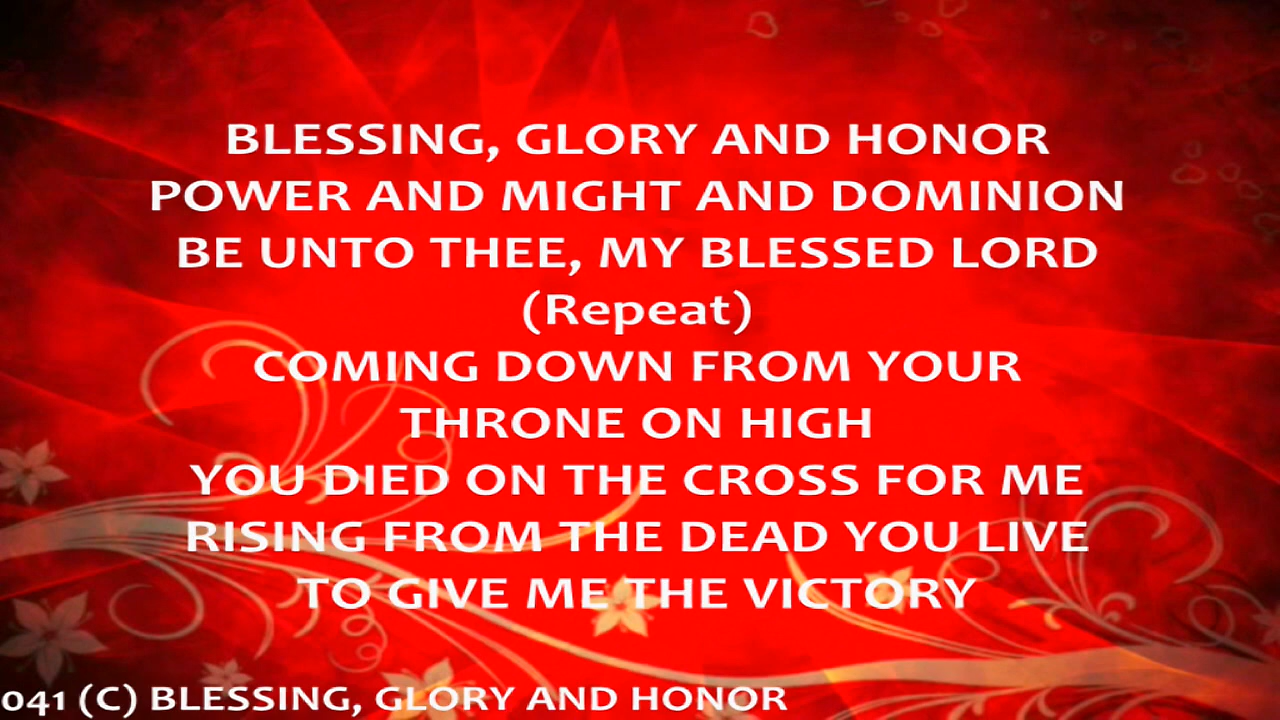 BLESSING, GLORY AND HONOR
POWER AND MIGHT AND DOMINION
BE UNTO THEE, MY BLESSED LORD
(Repeat)
COMING DOWN FROM YOUR
THRONE ON HIGH
YOU DIED ON THE CROSS FOR ME
RISING FROM THE DEAD YOU LIVE
TO GIVE ME THE VICTORY
041 (C) BLESSING, GLORY AND HONOR